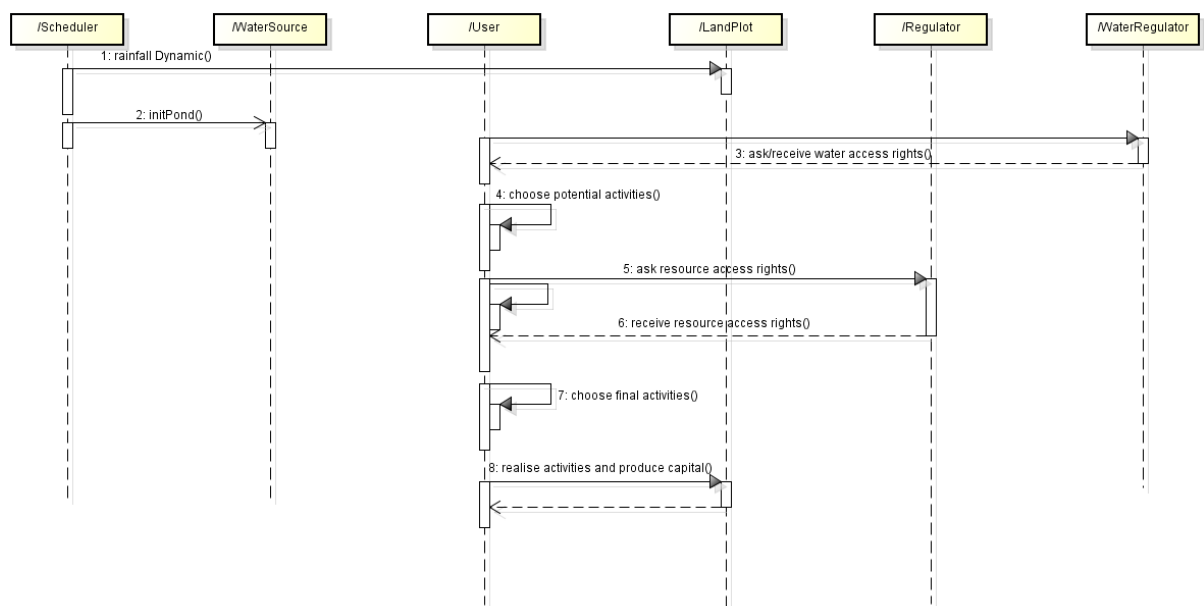 /Scheduler
/WaterSource
/User
/LandPlot
/Regulator
/WaterRegulator
1: rainfall Dynamic()
2: initPond()
3: ask/receive water access rights()
4: choose potential activities()
5: ask resource access rights()
6: receive resource access rights()
7: choose final activities()
8: realise activities and produce capital()